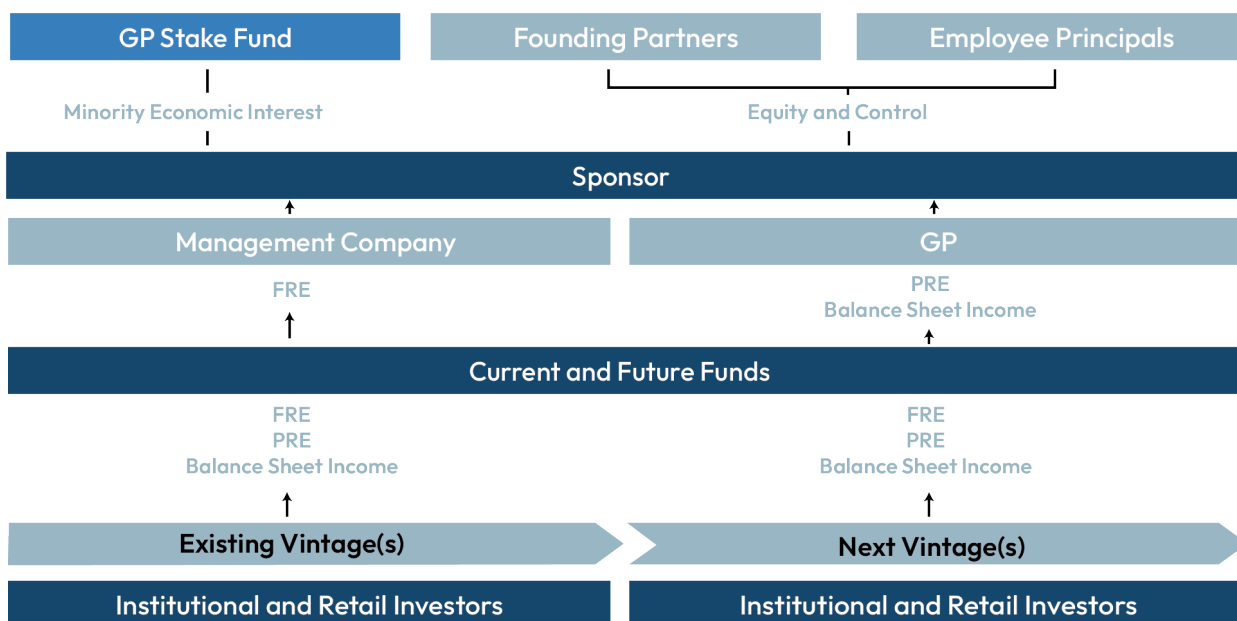 GP Stake Fund
Founding Partners
Employee Principals
Minority Economic Interest
Equity and Control
Sponsor
Management Company
GP
FRE
PRE
Balance Sheet Income
Current and Future Funds
FRE
PRE
Balance Sheet Income
FRE
PRE
Balance Sheet Income
Existing Vintage(s)
Next Vintage(s)
Institutional and Retail Investors
Institutional and Retail Investors